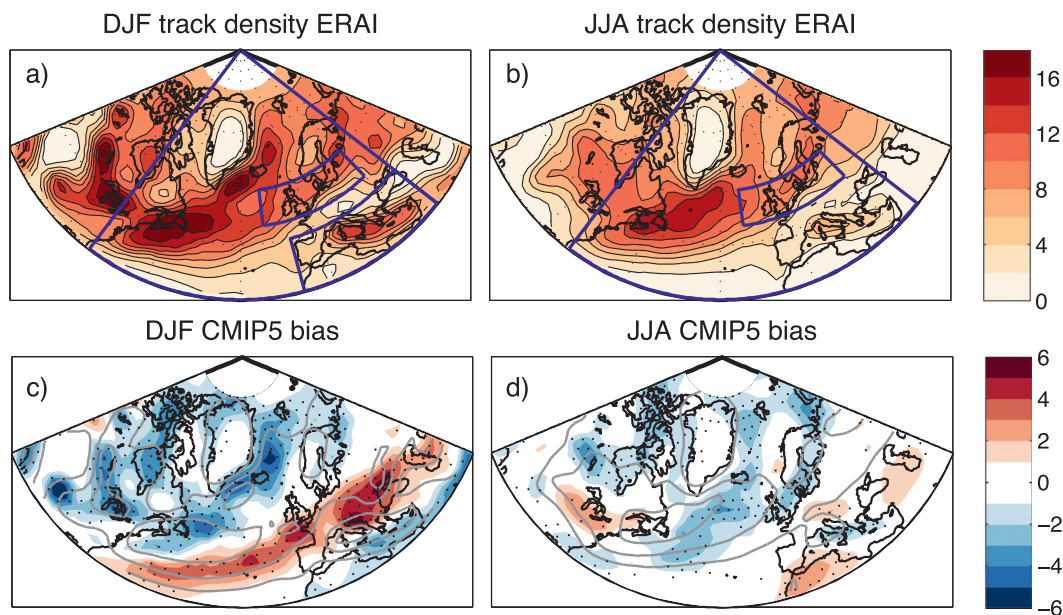 DJF track density ERAI
JJA track density ERAI
a)
b)
16
12
8
4
0
DJF CMIP5 bias
JJA CMIP5 bias
c)
d)
6
4
2
0
−2
−4
−6